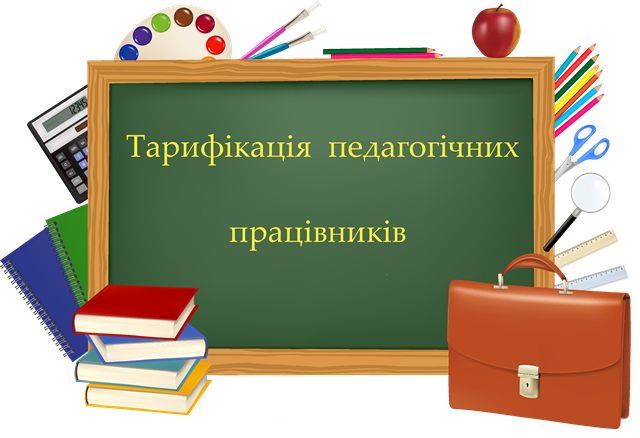 Тарифікація педагогічних
працівників